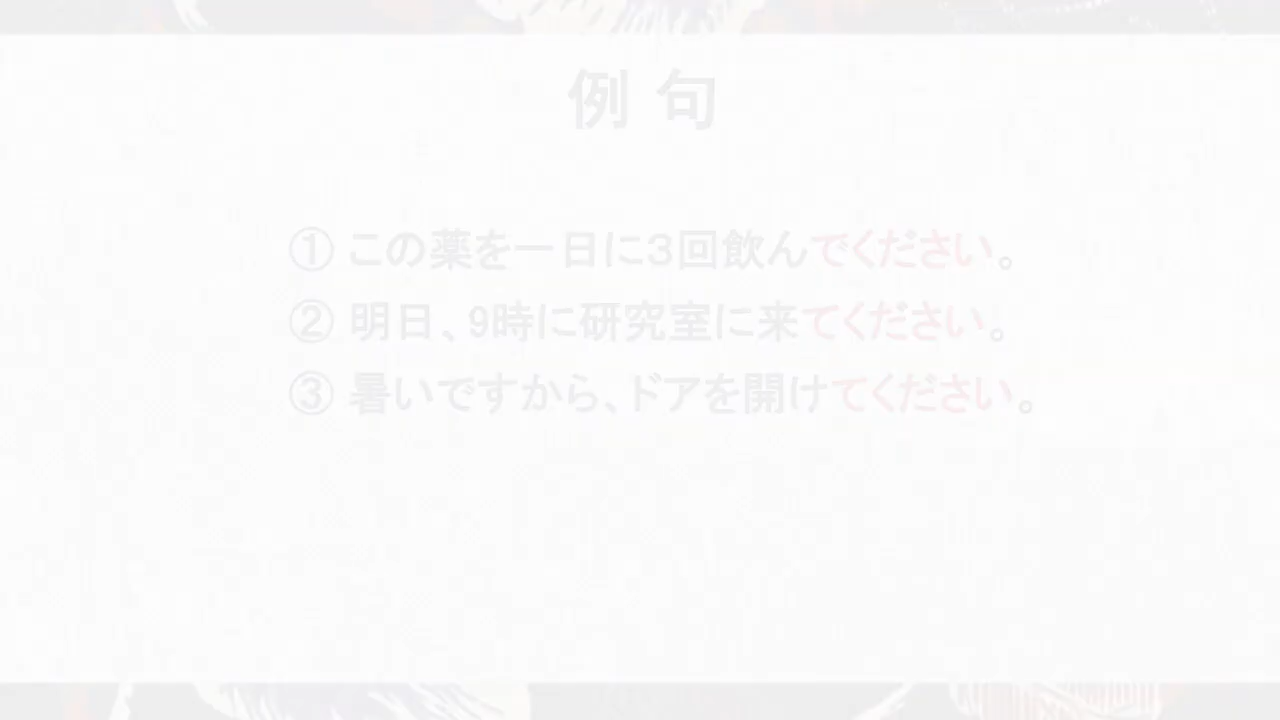 例句
① この薬を一日に3回飲んでください。
② 明日、9時に研究室に来てください。
③ 暑いですから、ドアを開けてください。